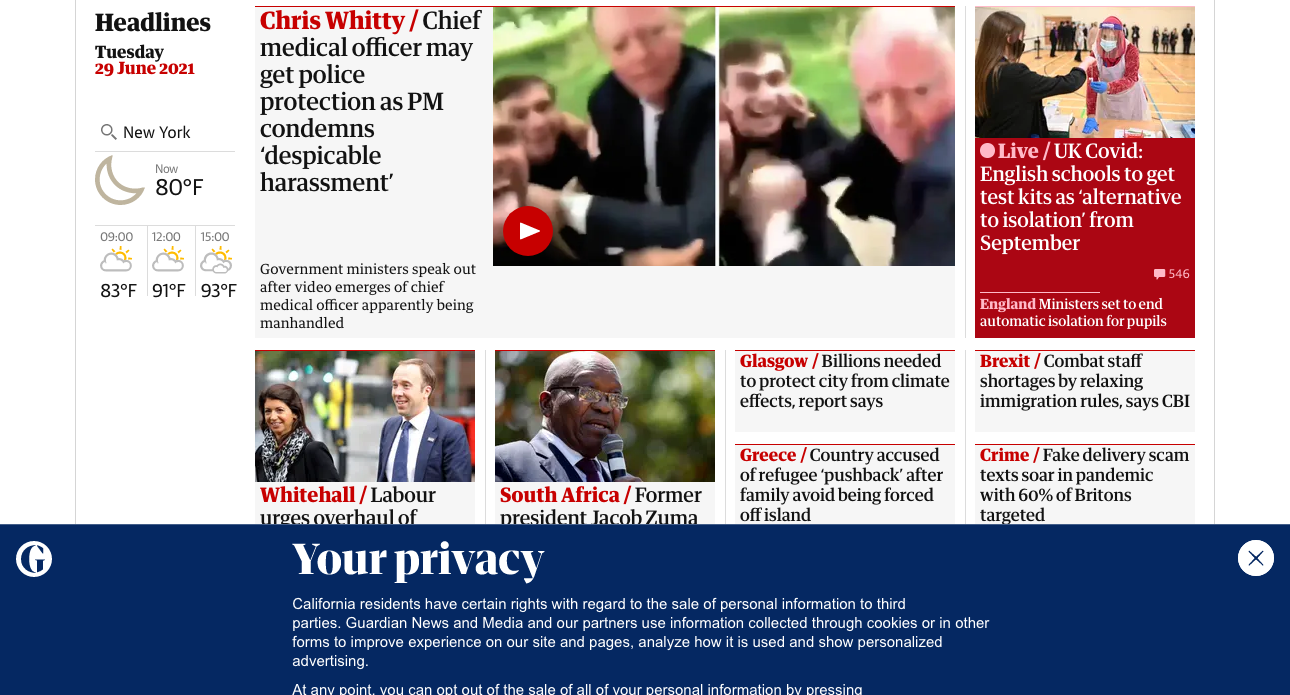 Headlines
Tuesday
29 June 2021
New York
Now
80°F
09:00
12:00
15:00
83°F
91°F
93°F
Chris Whitty / Chief
medical officer may
get police
protection as PM
condemns
‘despicable
harassment’
Government ministers speak out
after video emerges of chief
medical officer apparently being
manhandled
Live / UK Covid:
English schools to get
test kits as ‘alternative
to isolation’ from
September
546
England Ministers set to end
automatic isolation for pupils
Whitehall / Labour
urges overhaul of
South Africa / Former
president Jacob Zuma
Glasgow / Billions needed
to protect city from climate
effects, report says
Greece / Country accused
of refugee ‘pushback’ after
family avoid being forced
off island
Brexit / Combat staff
shortages by relaxing
immigration rules, says CBI
Crime / Fake delivery scam
texts soar in pandemic
with 60% of Britons
targeted
G
Your privacy
California residents have certain rights with regard to the sale of personal information to third
parties. Guardian News and Media and our partners use information collected through cookies or in other
forms to improve experience on our site and pages, analyze how it is used and show personalized
advertising.
At any point, you can opt out of the sale of all of your personal information by pressing